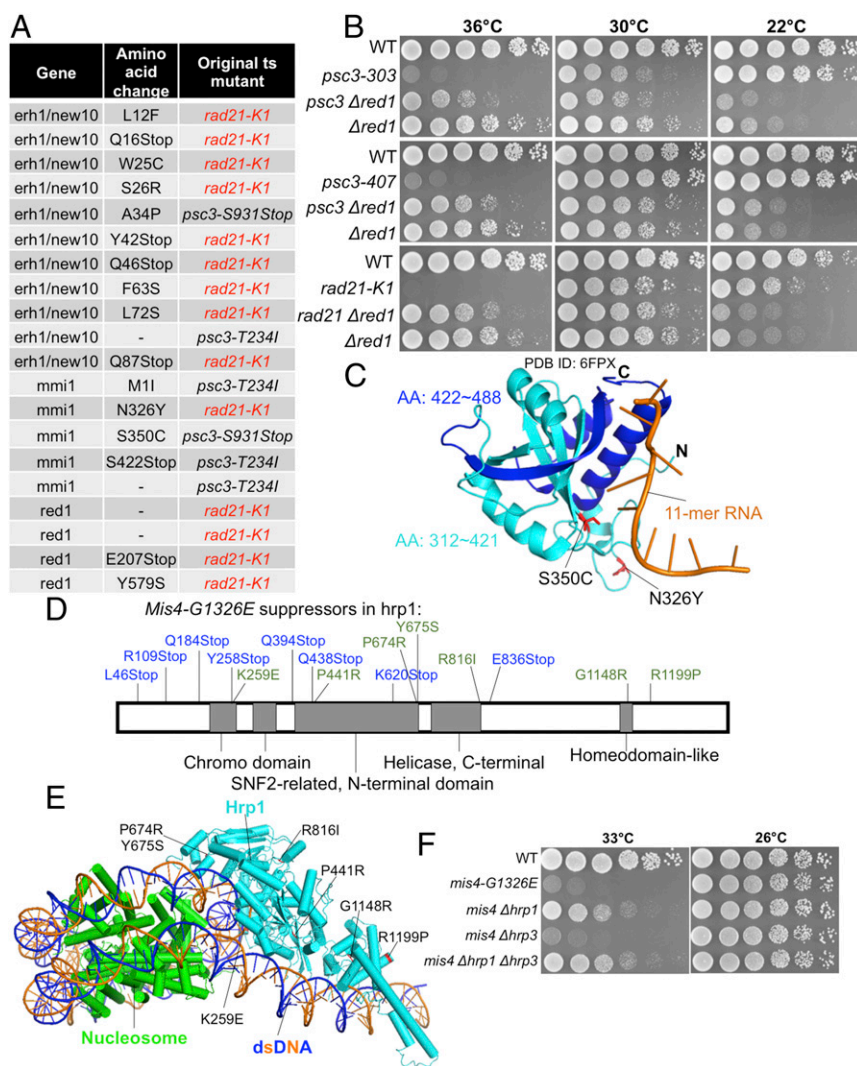 A
Gene Amino acid change Original ts mutant
erh1/new10 L12F rad21-K1
erh1/new10 Q16Stop rad21-K1
erh1/new10 W25C rad21-K1
erh1/new10 S26R rad21-K1
erh1/new10 A34P psc3-S931Stop
erh1/new10 Y42Stop rad21-K1
erh1/new10 Q46Stop rad21-K1
erh1/new10 F63S rad21-K1
erh1/new10 L72S rad21-K1
erh1/new10 - psc3-T234I
erh1/new10 Q87Stop rad21-K1
mmi1 M1I psc3-T234I
mmi1 N326Y rad21-K1
mmi1 S350C psc3-S931Stop
mmi1 S422Stop psc3-T234I
mmi1 - psc3-T234I
red1 - rad21-K1
red1 - rad21-K1
red1 E207Stop rad21-K1
red1 Y579S rad21-K1
B
36°C 30°C 22°C
WT
psc3-303
psc3 Δred1
Δred1
WT
psc3-407
psc3 Δred1
Δred1
WT
rad21-K1
rad21 Δred1
Δred1
C
PDB ID: 6FPX
C
AA: 422~488
N
11-mer RNA
AA: 312~421
S350C
N326Y
D
Mis4-G1326E suppressors in hrp1:
Y675S
Q184Stop Q394Stop P674R
R109Stop Y258Stop Q438Stop R816I E836Stop
L46Stop K259E P441R K620Stop G1148R R1199P
Chromo domain Helicase, C-terminal Homeodomain-like
SNF2-related, N-terminal domain
E
Hrp1
P674R R816I
Y675S
P441R
G1148R
R1199P
K259E
Nucleosome dsDNA
F
33°C 26°C
WT
mis4-G1326E
mis4 Δhrp1
mis4 Δhrp3
mis4 Δhrp1 Δhrp3